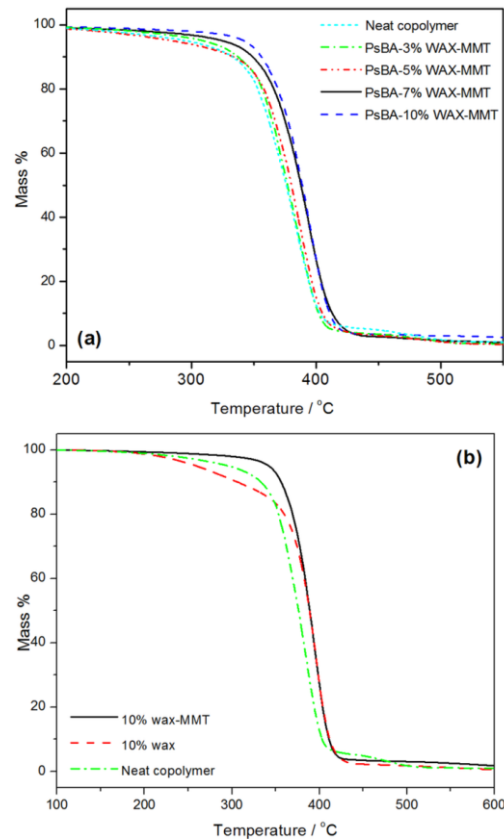 100
80
60
40
20
0
Mass %
Neat copolymer
PsBA-3% WAX-MMT
PsBA-5% WAX-MMT
PsBA-7% WAX-MMT
PsBA-10% WAX-MMT
(a)
200 300 400 500
Temperature / °C
100
80
60
40
20
0
Mass %
(b)
10% wax-MMT
10% wax
Neat copolymer
100 200 300 400 500 600
Temperature / °C